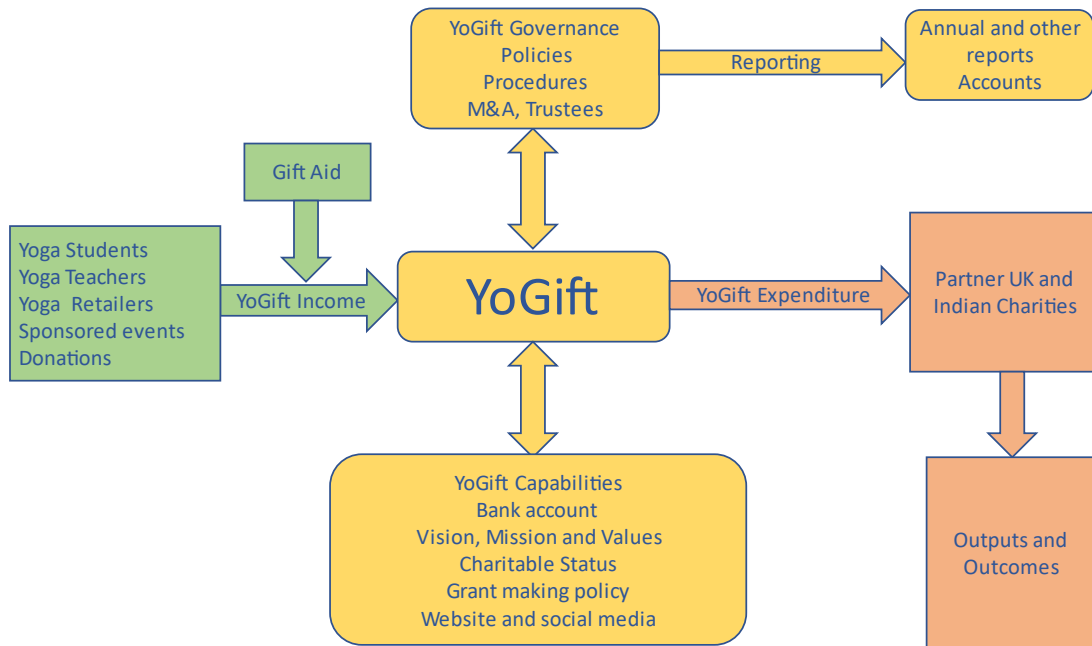 YoGift Governance
Policies
Procedures
M&A, Trustees
Reporting
Annual and other
reports
Accounts
Gift Aid
Yoga Students
Yoga Teachers
Yoga Retailers
Sponsored events
Donations
YoGift Income
YoGift
YoGift Expenditure
Partner UK and
Indian Charities
YoGift Capabilities
Bank account
Vision, Mission and Values
Charitable Status
Grant making policy
Website and social media
Outputs and
Outcomes